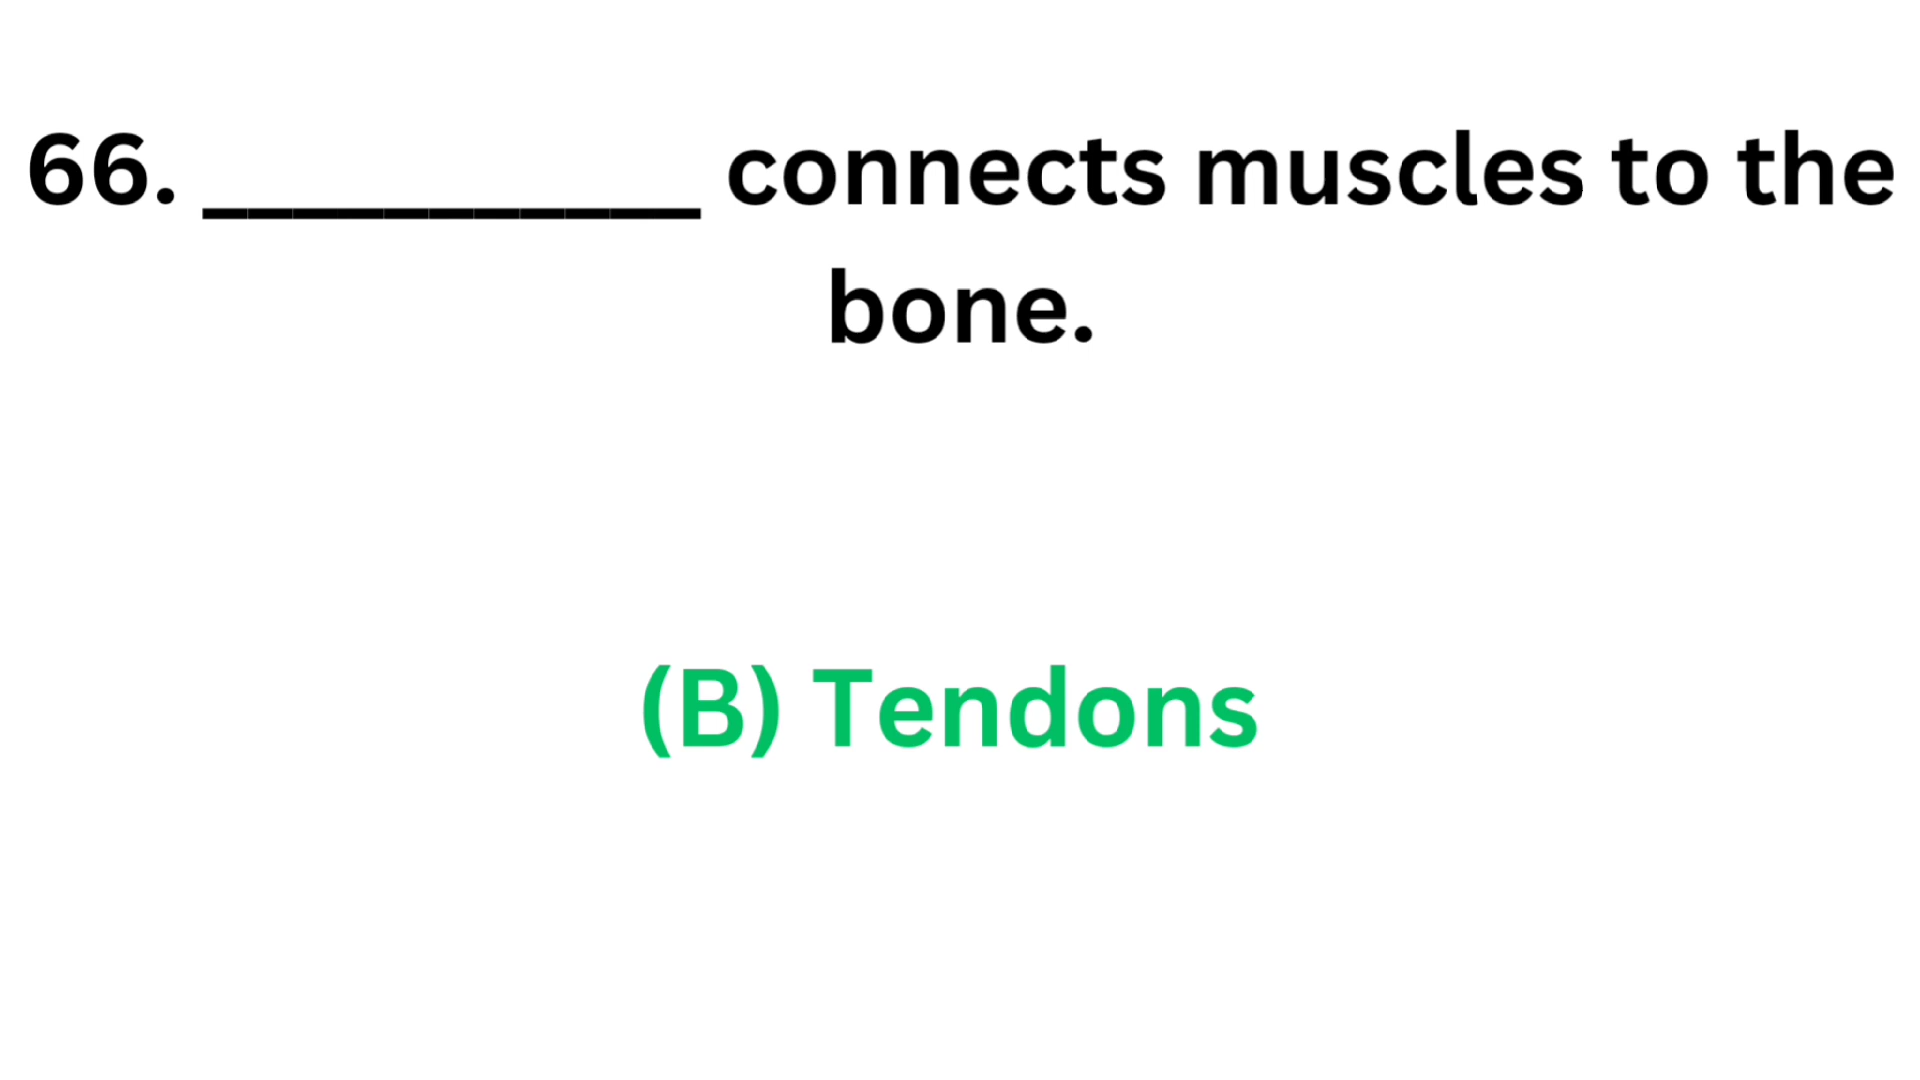 66. ___________ connects muscles to the
bone.
(B) Tendons